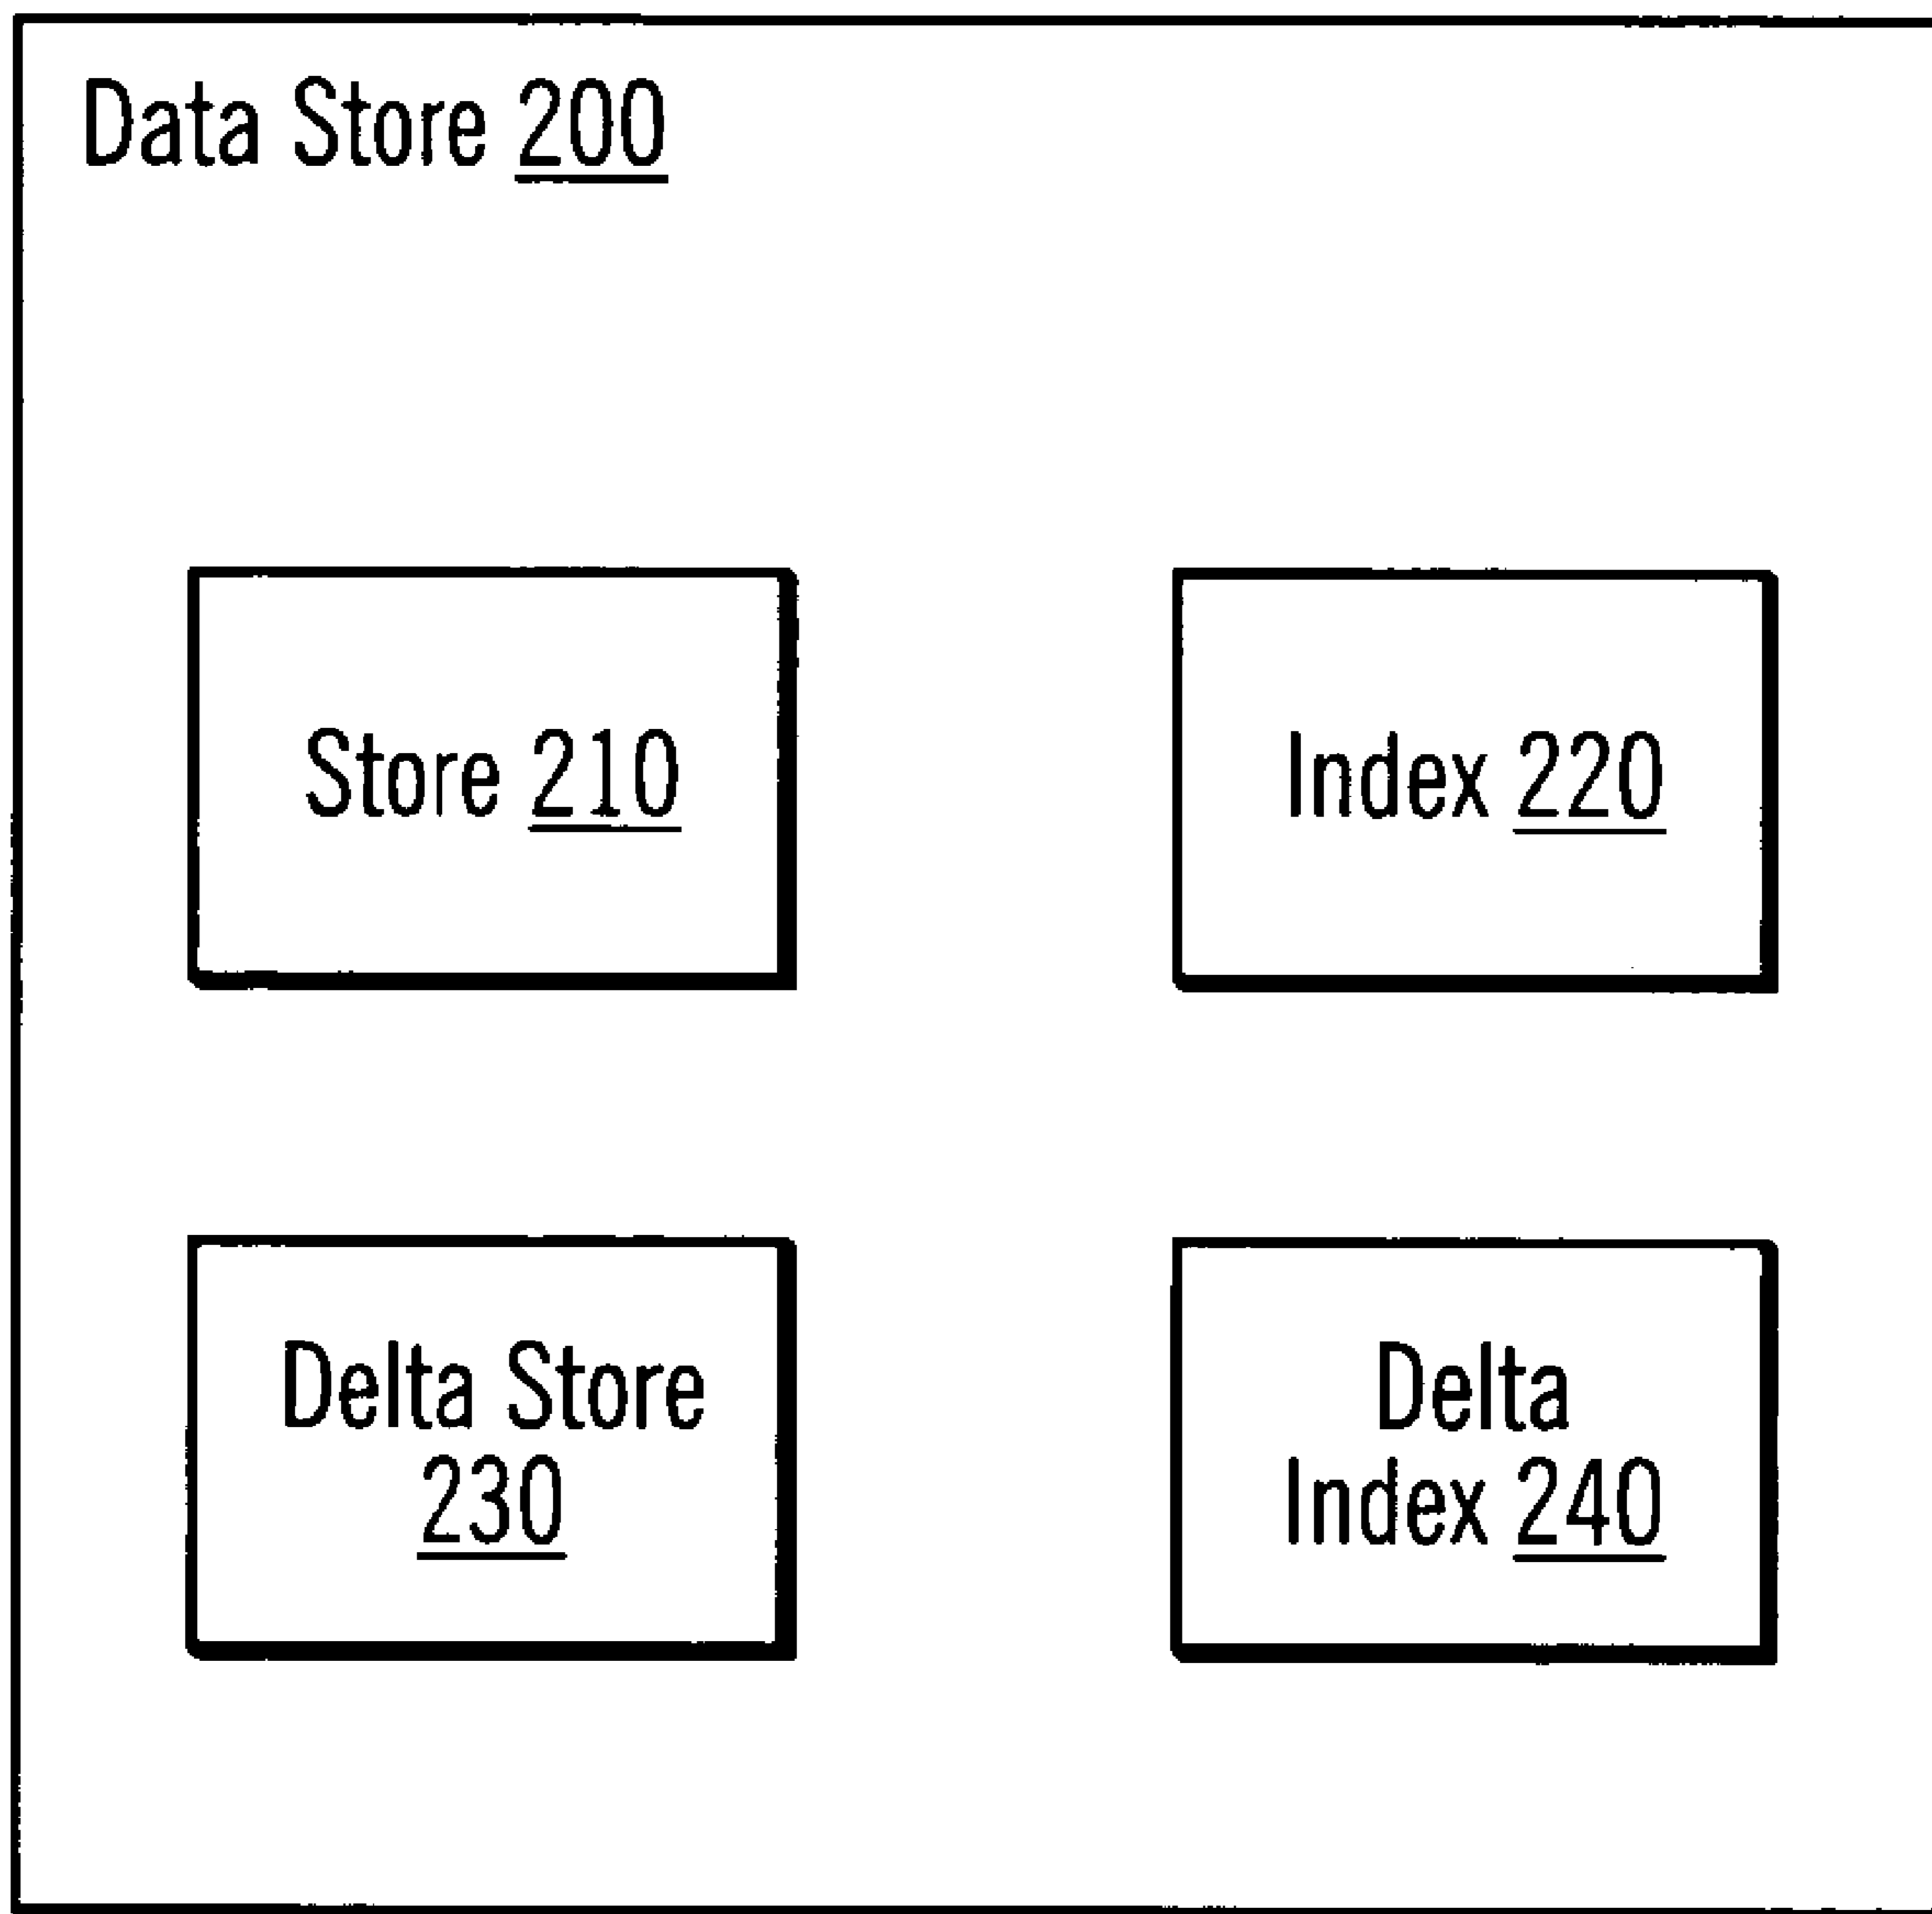 Data Store 200
Store 210
Index 220
Delta Store
230
Delta
Index 240